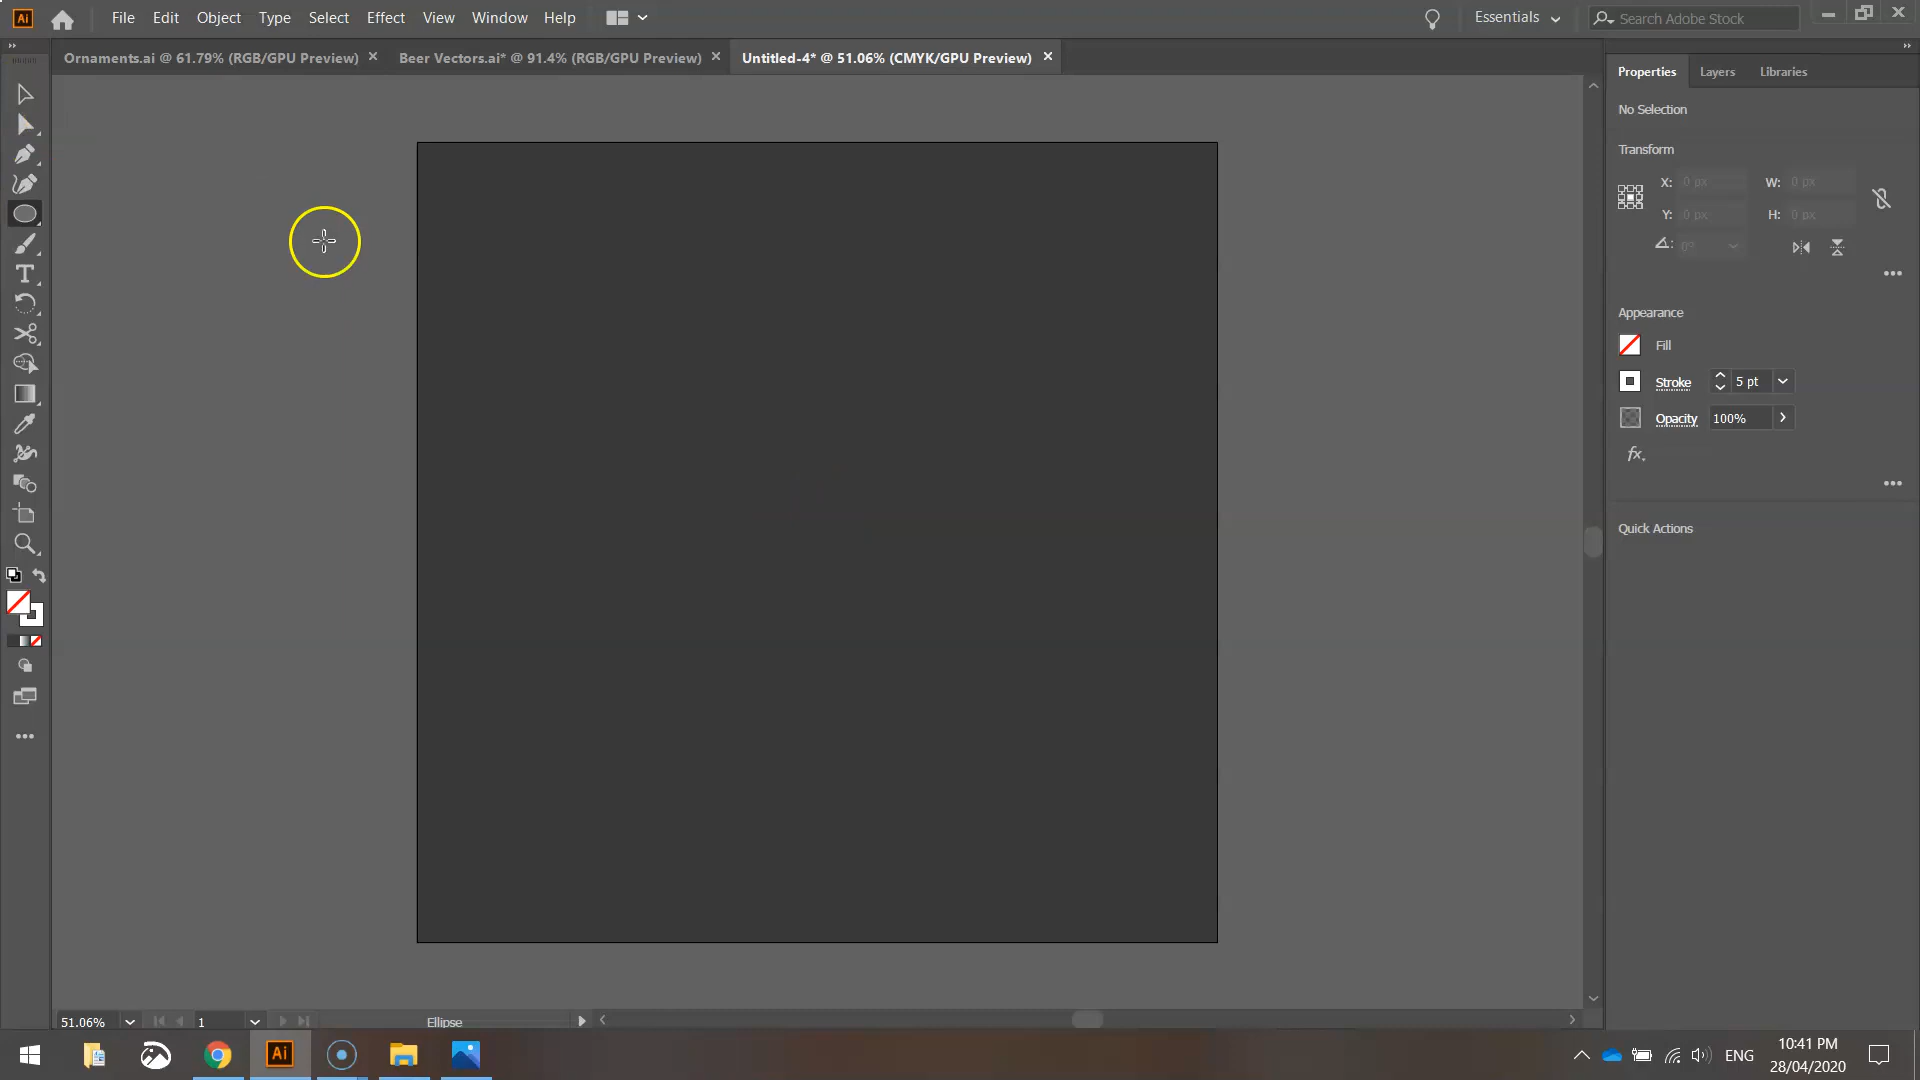 Ai File Edit Object Type Select Effect View Window Help Essentials Search Adobe Stock
Ornaments.ai @ 61.79% (RGB/GPU Preview) Beer Vectors.ai* @ 91.4% (RGB/GPU Preview) Untitled-4* @ 51.06% (CMYK/GPU Preview)
Properties Layers Libraries
No Selection
Transform
X: 0 px W: 0 px
Y: 0 px H: 0 px
0°
Appearance
Fill
Stroke 5 pt
Opacity 100%
fx.
Quick Actions
51.06% 1 Ellipse
Ai ENG 10:41 PM
28/04/2020